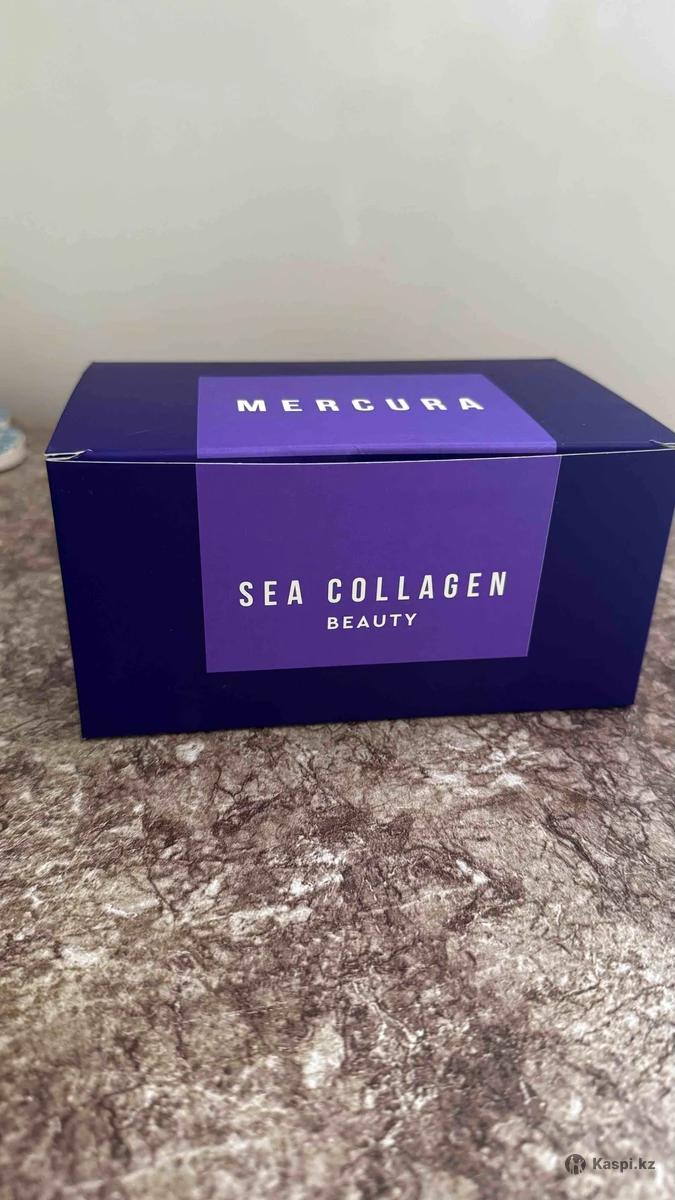 MERCURA
SEA COLLAGEN
BEAUTY
Kaspi.kz